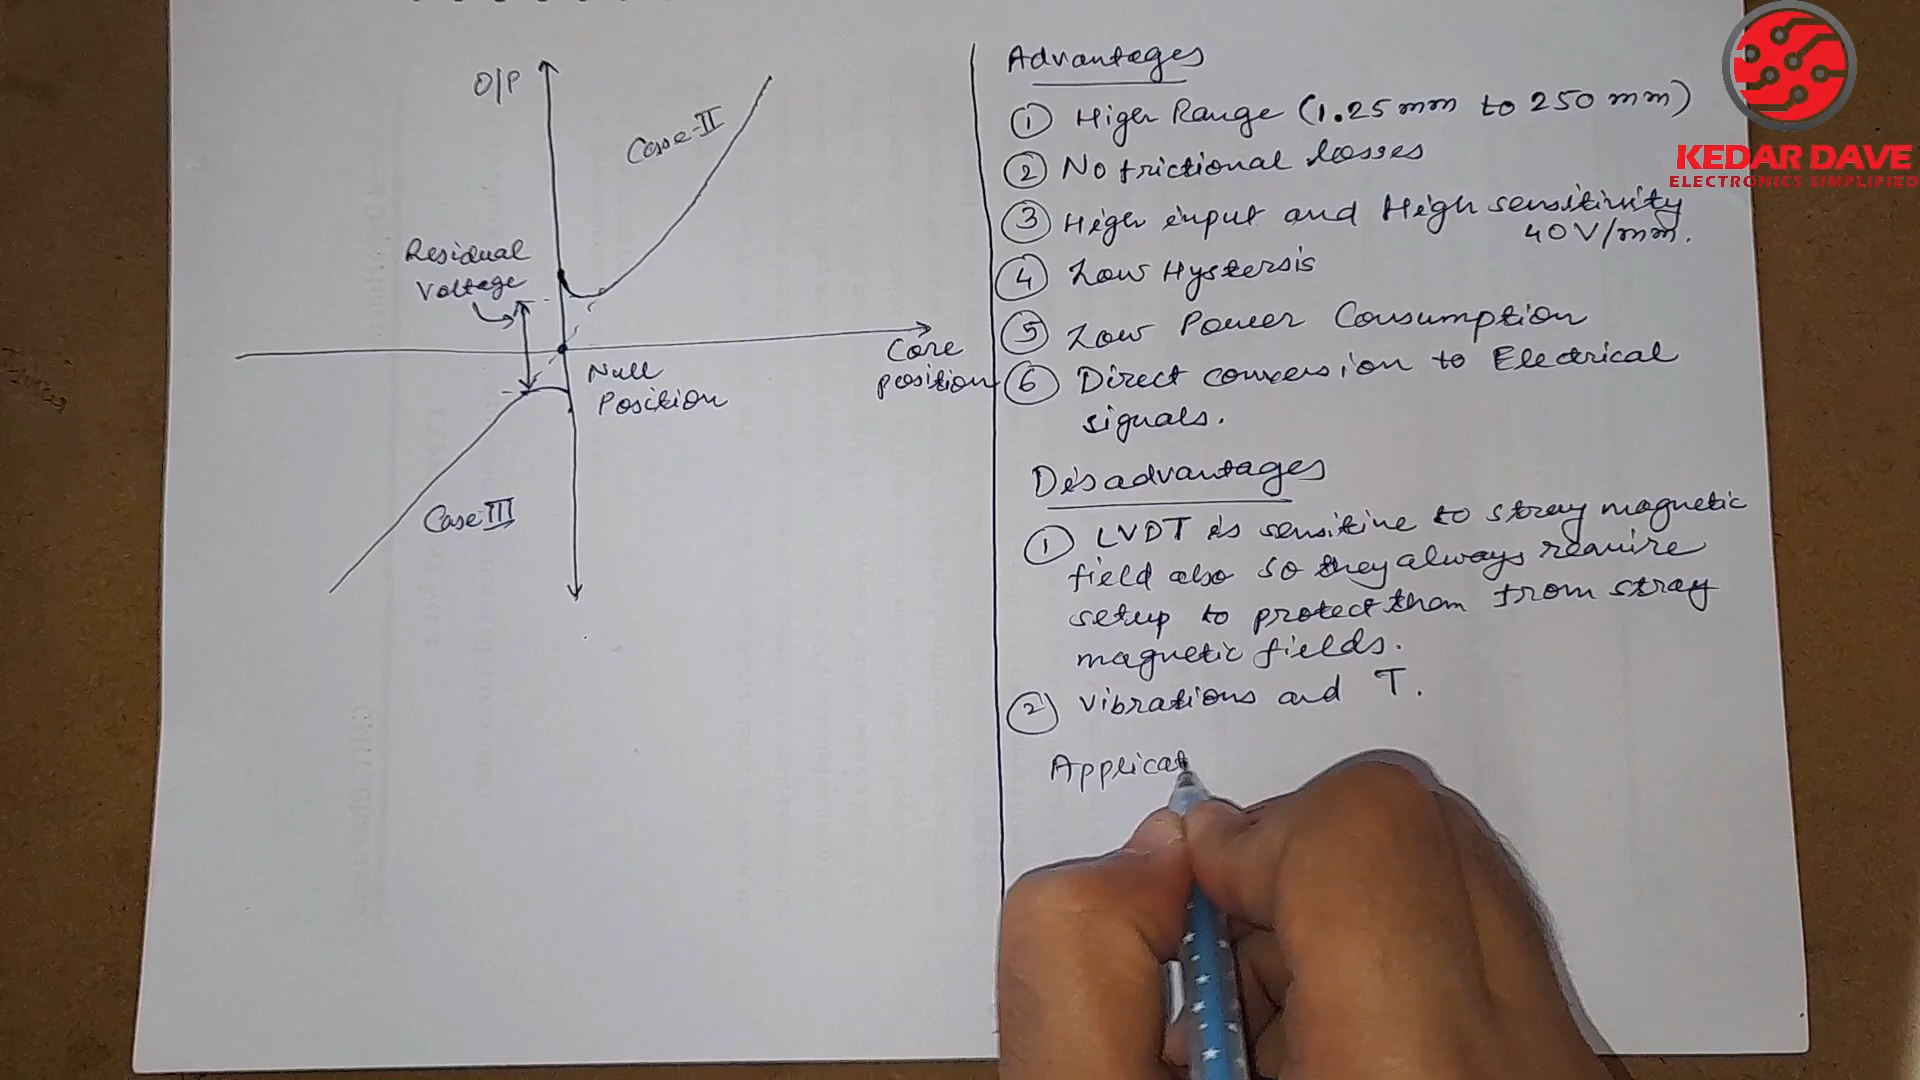 O/P
Case-II
Residual
Voltage
Null
Position
Core
position
Case III
Advantages
① High Range (1.25 mm to 250 mm)
② No frictional losses
③ High input and High sensitivity
40V/mm.
④ Low Hystersis
⑤ Low Power Consumption
⑥ Direct conversion to Electrical
signals.
Disadvantages
① LVDT is sensitive to stray magnetic
field also so they always require
setup to protect them from stray
magnetic fields.
② Vibrations and T.
Applicat
KEDAR DAVE
ELECTRONICS SIMPLIFIED